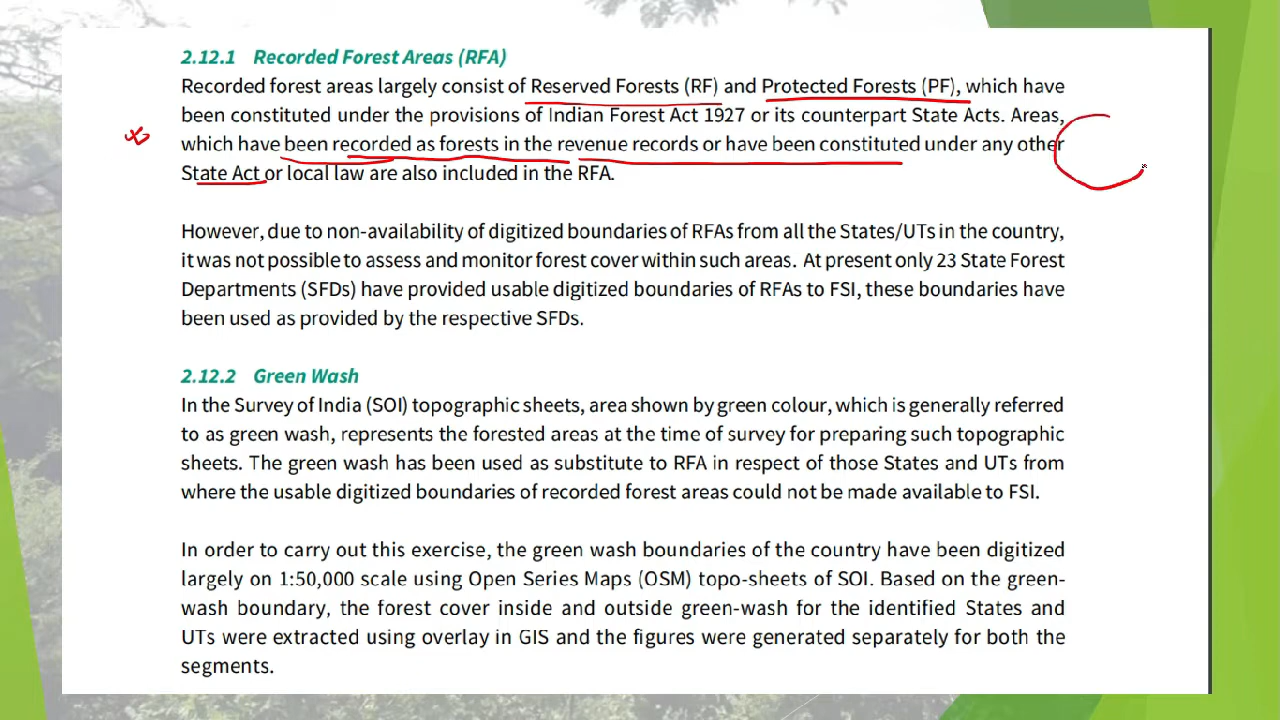 2.12.1 Recorded Forest Areas (RFA)
Recorded forest areas largely consist of Reserved Forests (RF) and Protected Forests (PF), which have
been constituted under the provisions of Indian Forest Act 1927 or its counterpart State Acts. Areas,
which have been recorded as forests in the revenue records or have been constituted under any other
State Act or local law are also included in the RFA.
However, due to non-availability of digitized boundaries of RFAs from all the States/UTs in the country,
it was not possible to assess and monitor forest cover within such areas. At present only 23 State Forest
Departments (SFDs) have provided usable digitized boundaries of RFAs to FSI, these boundaries have
been used as provided by the respective SFDs.
2.12.2 Green Wash
In the Survey of India (SOI) topographic sheets, area shown by green colour, which is generally referred
to as green wash, represents the forested areas at the time of survey for preparing such topographic
sheets. The green wash has been used as substitute to RFA in respect of those States and UTs from
where the usable digitized boundaries of recorded forest areas could not be made available to FSI.
In order to carry out this exercise, the green wash boundaries of the country have been digitized
largely on 1:50,000 scale using Open Series Maps (OSM) topo-sheets of SOI. Based on the green-
wash boundary, the forest cover inside and outside green-wash for the identified States and
UTs were extracted using overlay in GIS and the figures were generated separately for both the
segments.